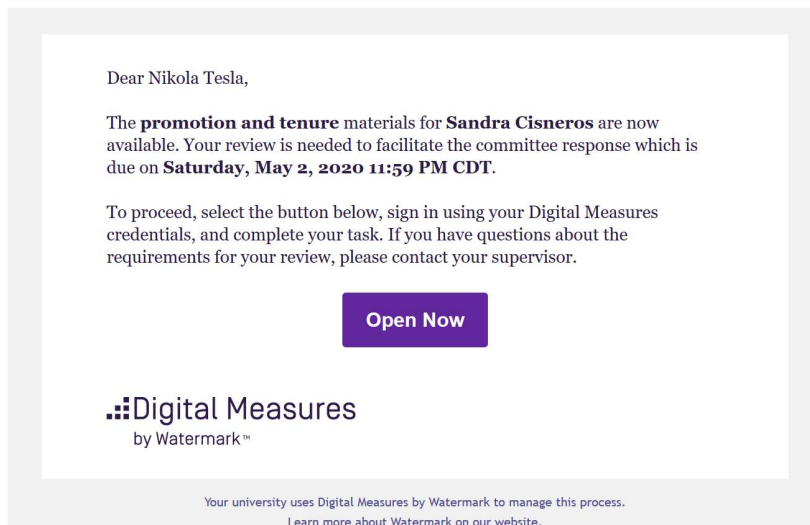 Dear Nikola Tesla,
The promotion and tenure materials for Sandra Cisneros are now
available. Your review is needed to facilitate the committee response which is
due on Saturday, May 2, 2020 11:59 PM CDT.
To proceed, select the button below, sign in using your Digital Measures
credentials, and complete your task. If you have questions about the
requirements for your review, please contact your supervisor.
Open Now
Digital Measures
by Watermark™
Your university uses Digital Measures by Watermark to manage this process.
Learn more about Watermark on our website.